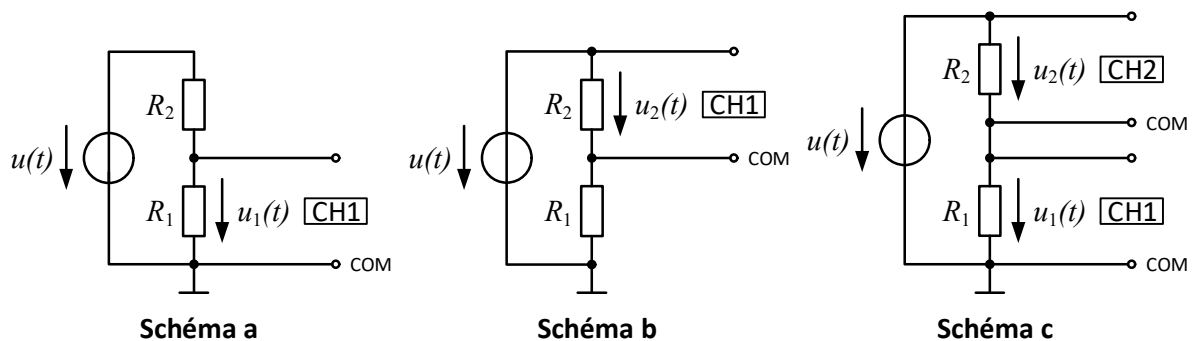 R₂
u(t)
R₁
u₁(t) CH1
COM
Schéma a
R₂
u₂(t) CH1
u(t)
COM
R₁
Schéma b
R₂
u₂(t) CH2
COM
u(t)
R₁
u₁(t) CH1
COM
Schéma c